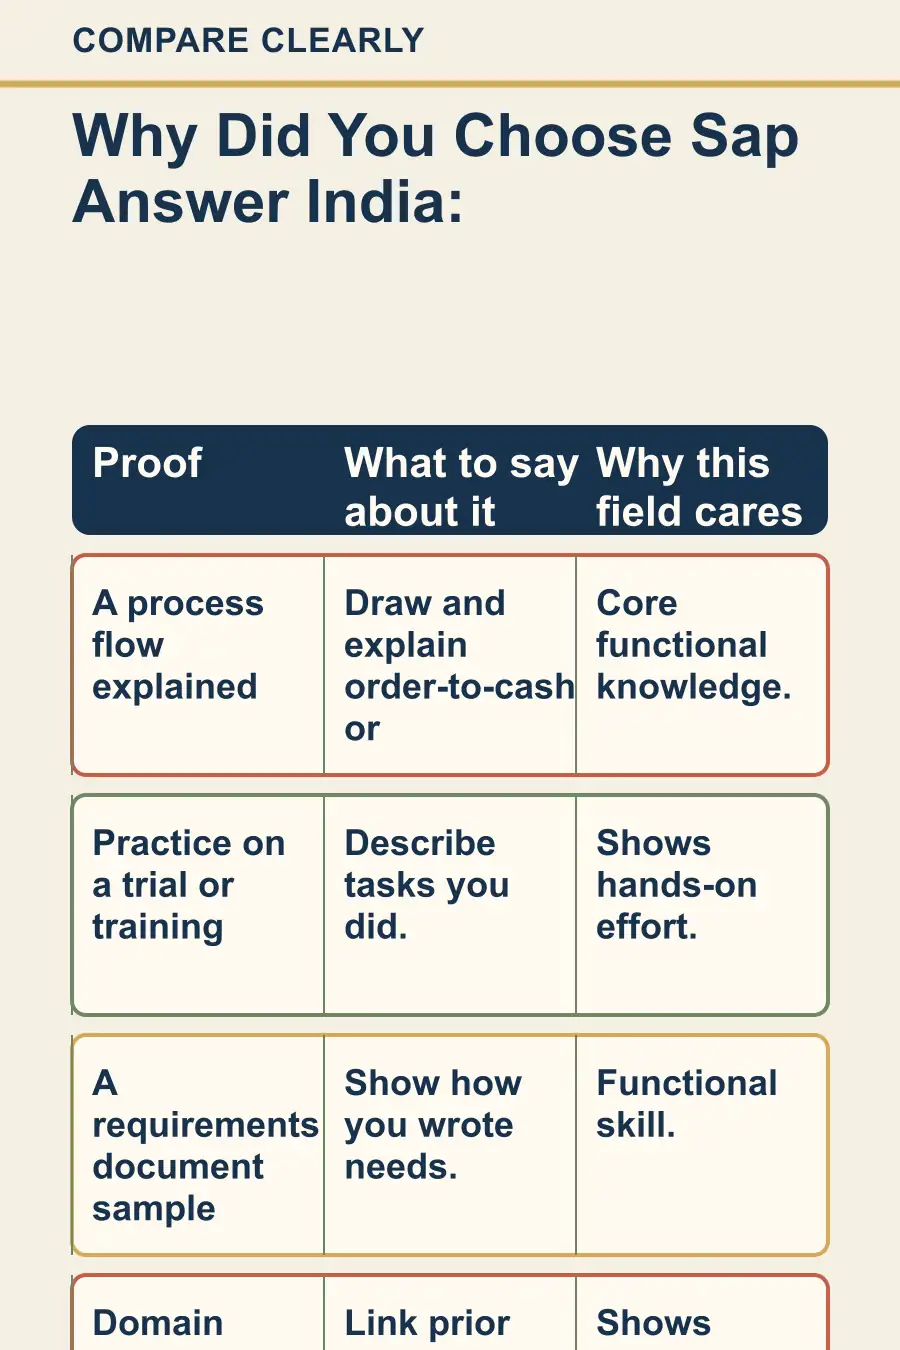 COMPARE CLEARLY
Why Did You Choose Sap
Answer India:
Proof
What to say
about it
Why this
field cares
A process
flow
explained
Draw and
explain
order-to-cash
or
Core
functional
knowledge.
Practice on
a trial or
training
Describe
tasks you
did.
Shows
hands-on
effort.
A
requirements
document
sample
Show how
you wrote
needs.
Functional
skill.
Domain
Link prior
Shows